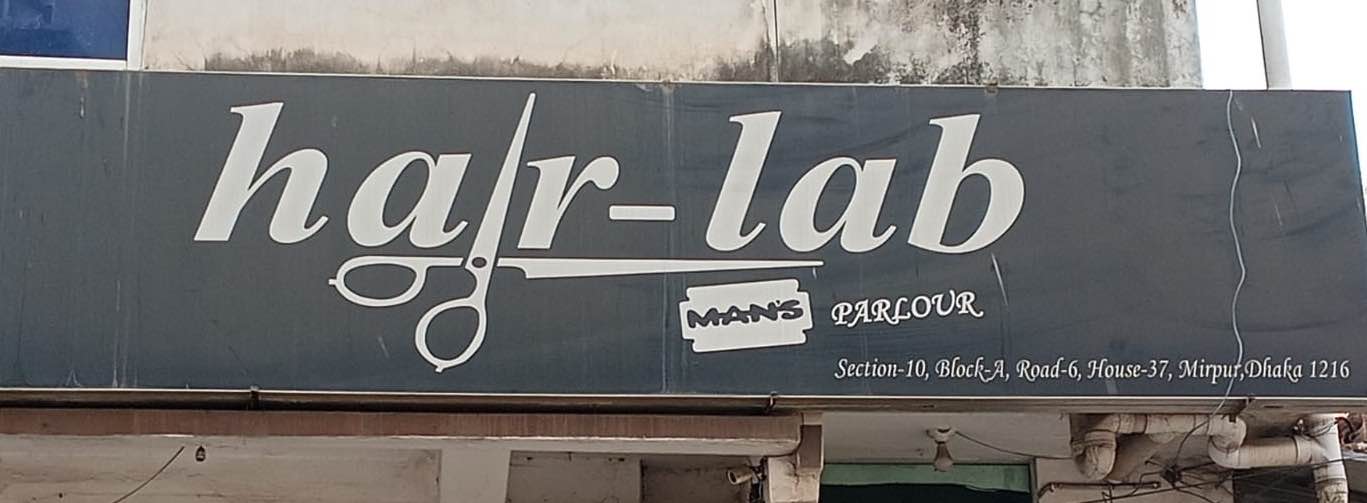 hair-lab
MAN'S PARLOUR
Section-10, Block-A, Road-6, House-37, Mirpur,Dhaka 1216